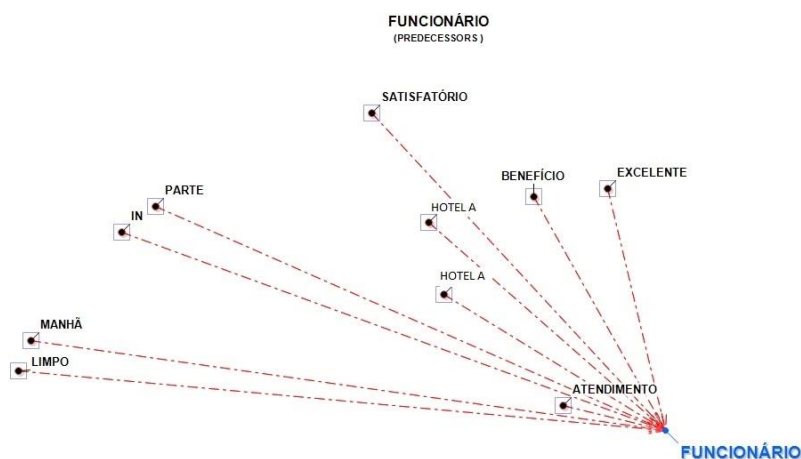 FUNCIONÁRIO
(PREDECESSORS )
SATISFATÓRIO
BENEFÍCIO
EXCELENTE
PARTE
HOTEL A
IN
HOTEL A
MANHÃ
LIMPO
ATENDIMENTO
FUNCIONÁRIO